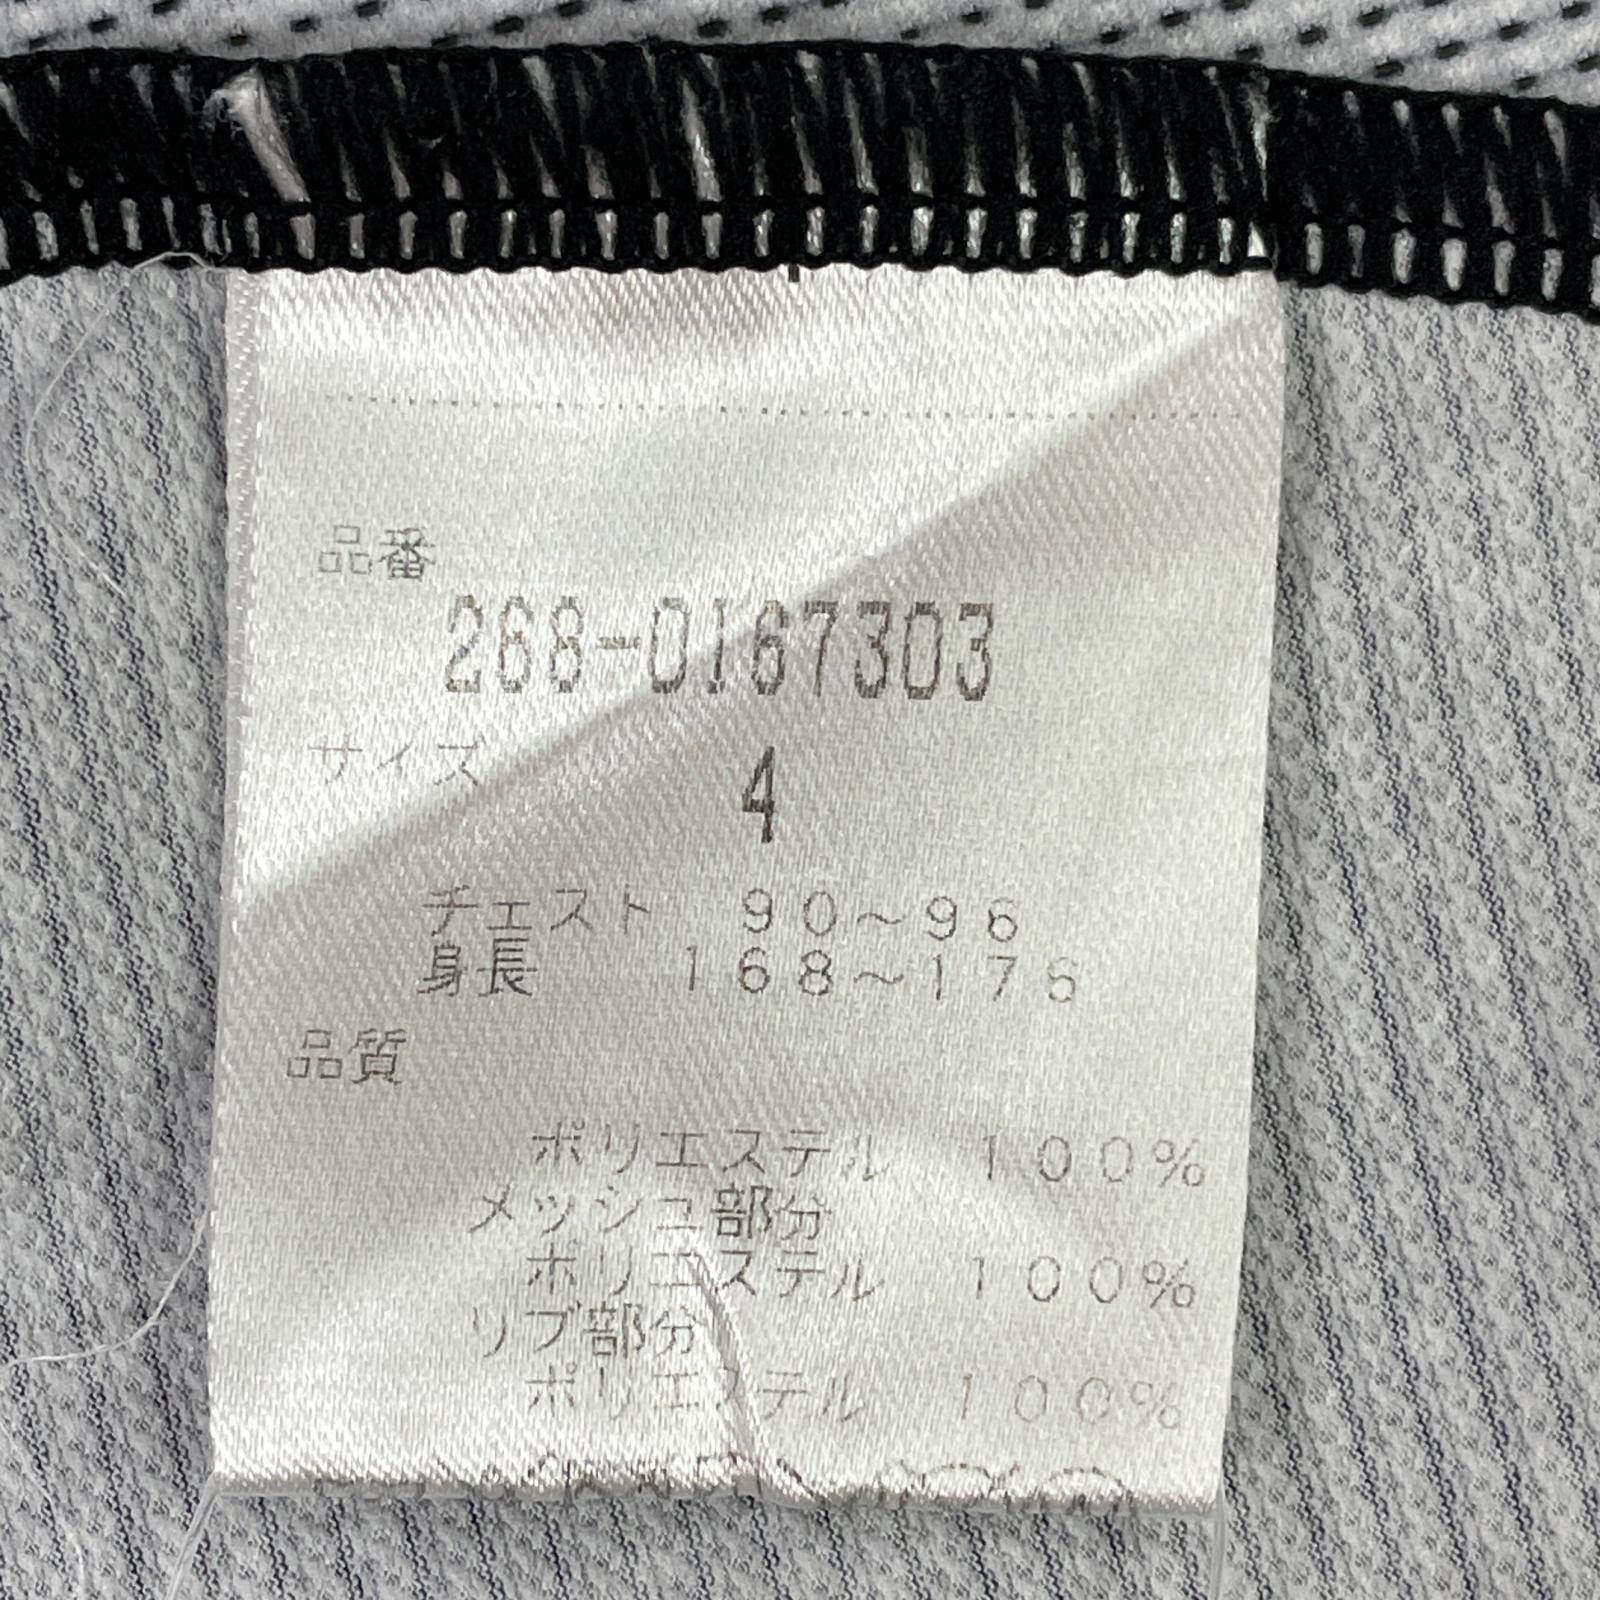 品番
268-0167303
サイズ 4
チェスト 90~96
身長 168~176
品質
ポリエステル 100%
メッシュ部分
ポリエステル 100%
リブ部分
ポリエステル 100%